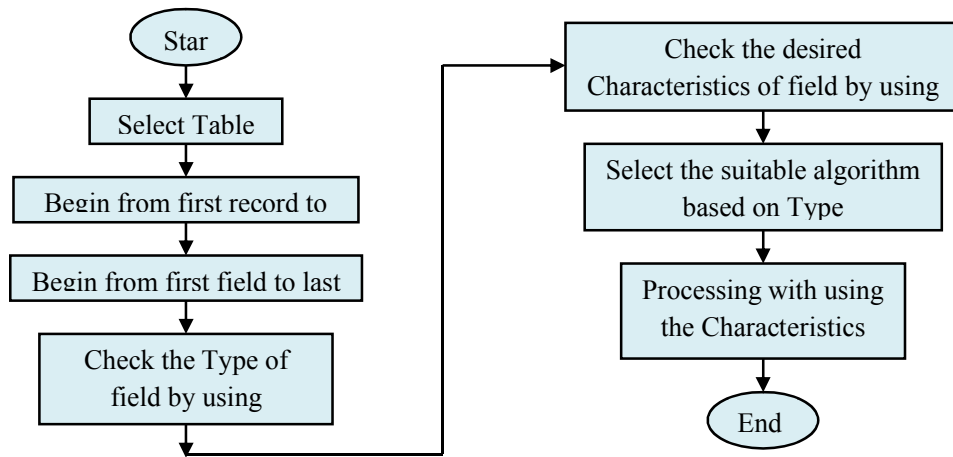 Star
Select Table
Begin from first record to
Begin from first field to last
Check the Type of
field by using
Check the desired
Characteristics of field by using
Select the suitable algorithm
based on Type
Processing with using
the Characteristics
End